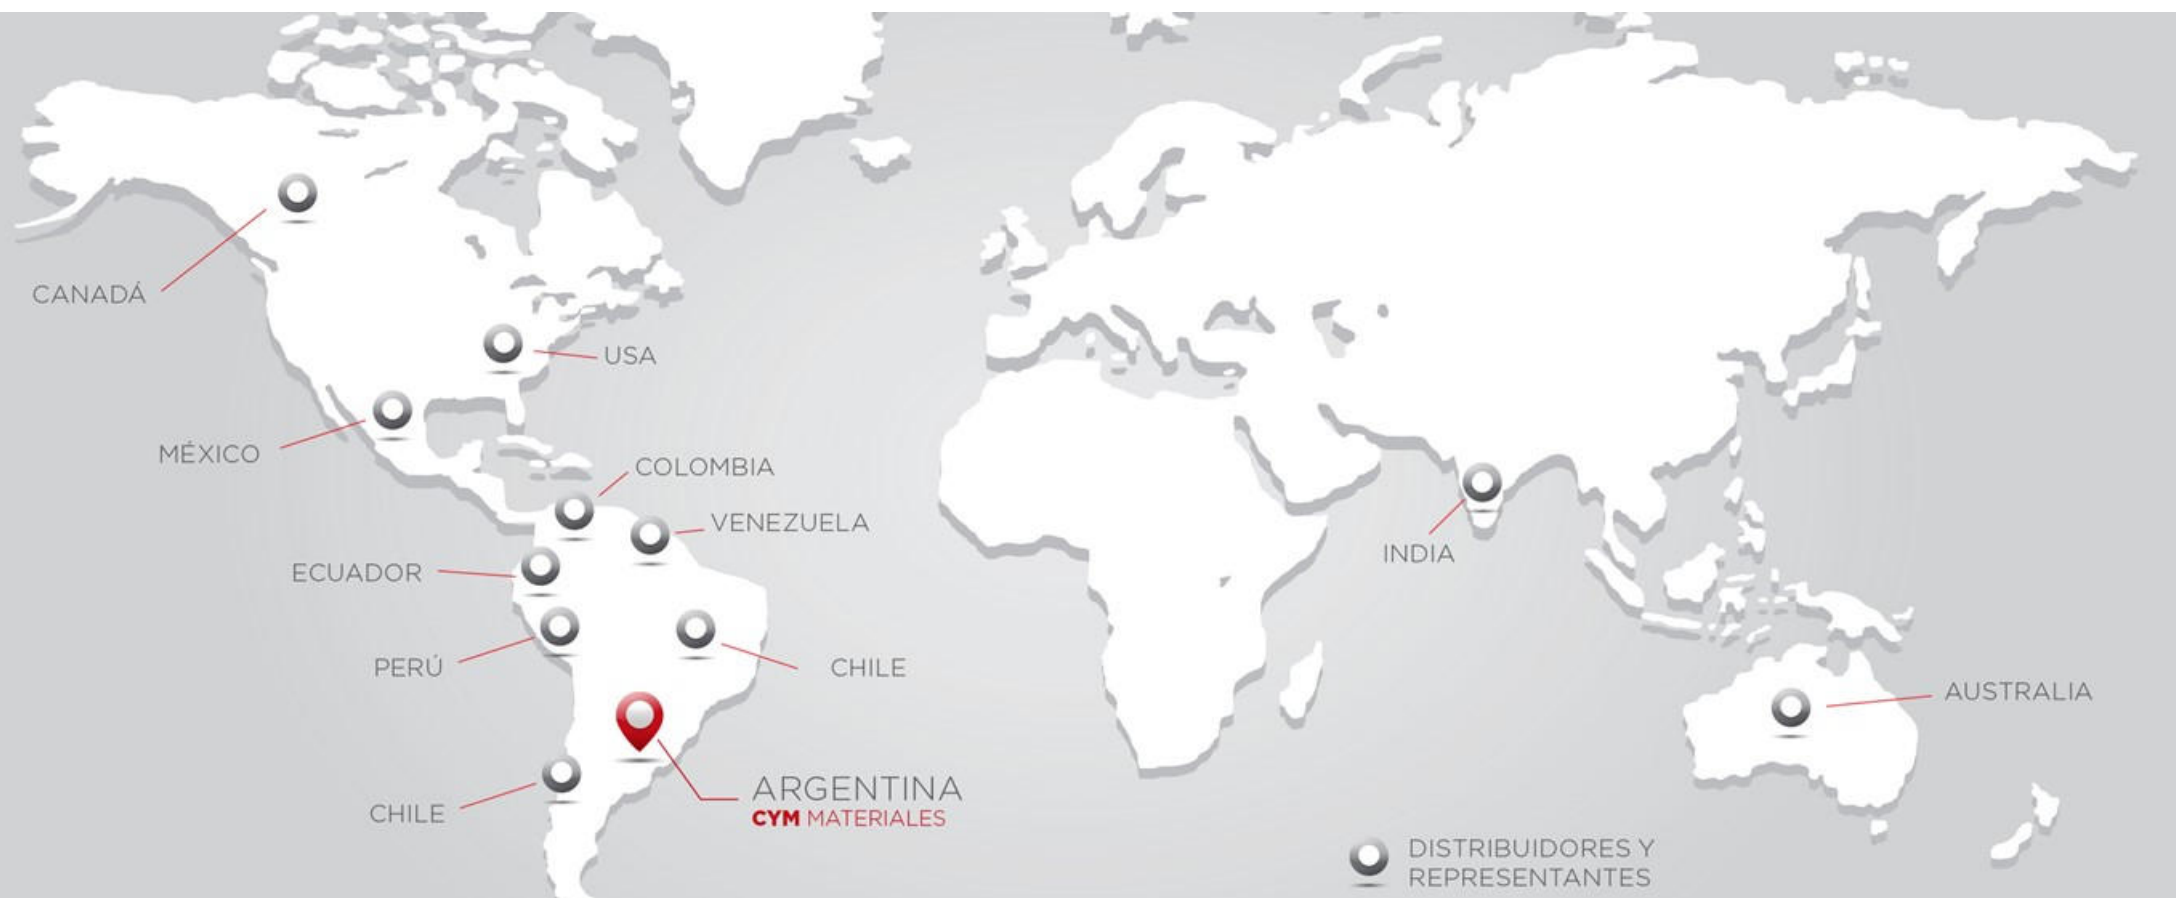 CANADÁ
USA
MÉXICO
COLOMBIA
VENEZUELA
ECUADOR
INDIA
PERÚ
CHILE
AUSTRALIA
ARGENTINA
CYM MATERIALES
CHILE
DISTRIBUIDORES Y
REPRESENTANTES